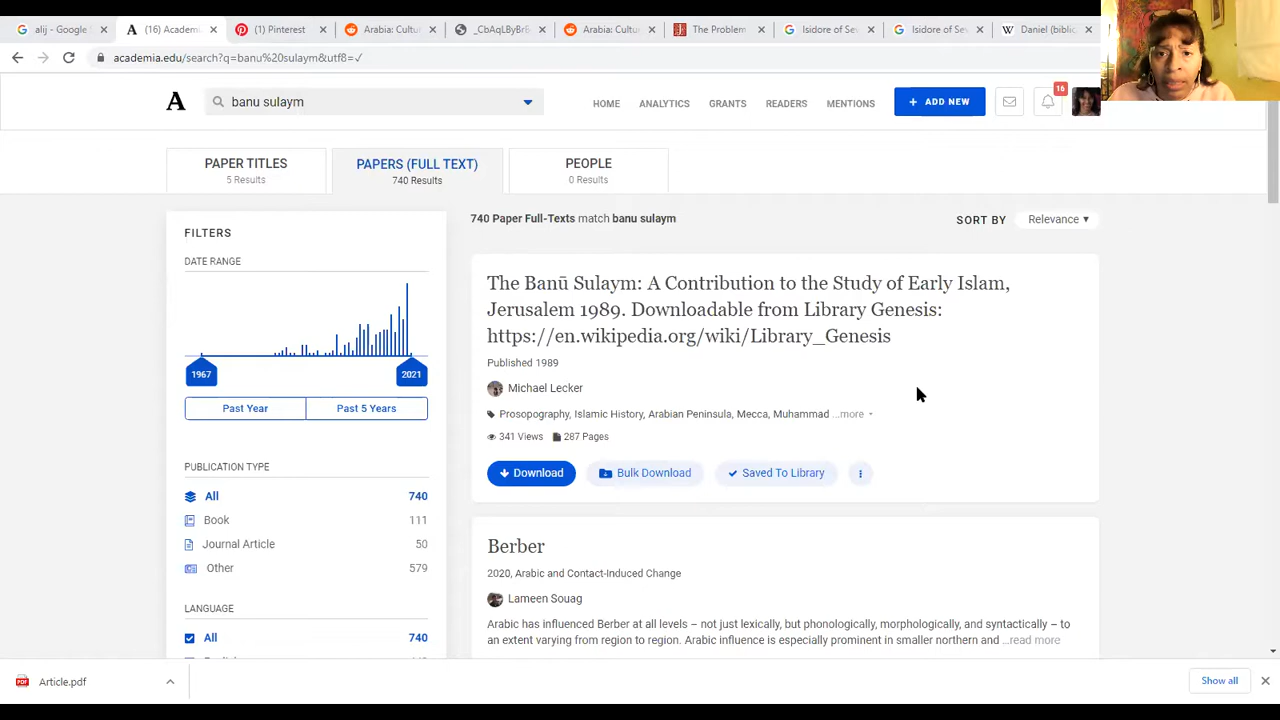 alij - Google
(16) Academi
(1) Pinterest
Arabia: Cultu
_CbAqLByBrB
Arabia: Cultu
The Problem
Isidore of Sev
Isidore of Sev
Daniel (biblic
academia.edu/search?q=banu%20sulaym&utf8=✓
A
banu sulaym
HOME
ANALYTICS
GRANTS
READERS
MENTIONS
+ ADD NEW
16
PAPER TITLES
5 Results
PAPERS (FULL TEXT)
740 Results
PEOPLE
0 Results
740 Paper Full-Texts match banu sulaym
SORT BY Relevance
FILTERS
DATE RANGE
1967
2021
Past Year
Past 5 Years
PUBLICATION TYPE
All 740
Book 111
Journal Article 50
Other 579
LANGUAGE
All 740
The Banū Sulaym: A Contribution to the Study of Early Islam,
Jerusalem 1989. Downloadable from Library Genesis:
https://en.wikipedia.org/wiki/Library_Genesis
Published 1989
Michael Lecker
Prosopography, Islamic History, Arabian Peninsula, Mecca, Muhammad ...more
341 Views 287 Pages
Download
Bulk Download
Saved To Library
Berber
2020, Arabic and Contact-Induced Change
Lameen Souag
Arabic has influenced Berber at all levels – not just lexically, but phonologically, morphologically, and syntactically – to
an extent varying from region to region. Arabic influence is especially prominent in smaller northern and ...read more
Article.pdf
Show all